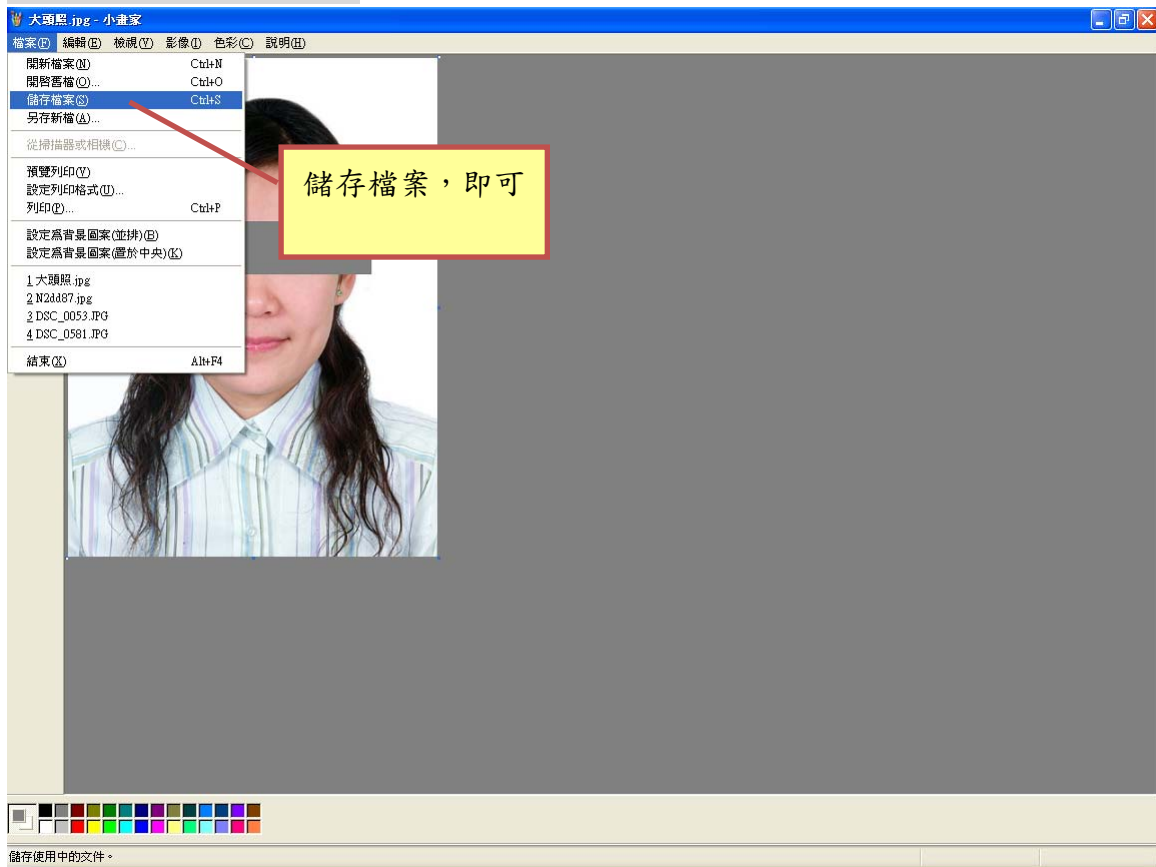 大頭照.jpg - 小畫家
檔案(F) 編輯(E) 檢視(V) 影像(I) 色彩(C) 說明(H)
開新檔案(N) Ctrl+N
開啓舊檔(O)... Ctrl+O
儲存檔案(S) Ctrl+S
另存新檔(A)...
從掃描器或相機(C)...
預覽列印(V)
設定列印格式(U)...
列印(P)... Ctrl+P
設定為背景圖案(並排)(B)
設定為背景圖案(置於中央)(K)
1 大頭照.jpg
2 N2dd87.jpg
3 DSC_0053.JPG
4 DSC_0581.JPG
結束(X) Alt+F4
儲存檔案，即可
儲存使用中的文件。